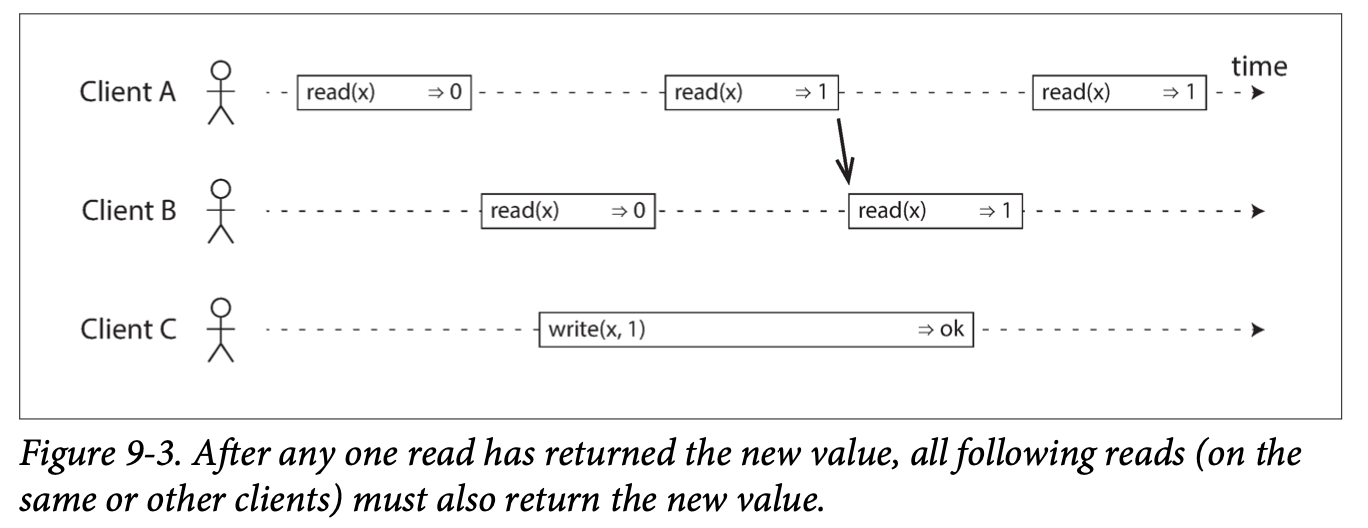 time
Client A read(x) ⇒ 0 read(x) ⇒ 1 read(x) ⇒ 1
Client B read(x) ⇒ 0 read(x) ⇒ 1
Client C write(x, 1) ⇒ ok
Figure 9-3. After any one read has returned the new value, all following reads (on the
same or other clients) must also return the new value.